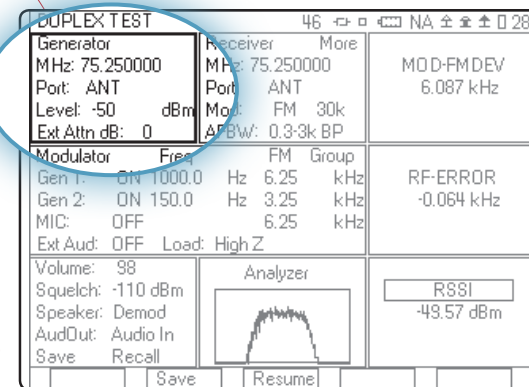 DUPLEX TEST 46 NA 28
Generator
MHz: 75.250000
Port: ANT
Level: -50 dBm
Ext Attn dB: 0
Receiver More
MHz: 75.250000
Port: ANT
Mod: FM 30k
AFBW: 0.3-3k BP
MOD-FM DEV
6.087 kHz
Modulator Freq FM Group
Gen 1: ON 1000.0 Hz 6.25 kHz
Gen 2: ON 150.0 Hz 3.25 kHz
MIC: OFF 6.25 kHz
Ext Aud: OFF Load: High Z
RF-ERROR
-0.064 kHz
Volume: 98
Squelch: -110 dBm
Speaker: Demod
AudOut: Audio In
Save Recall
Analyzer
RSSI
-49.57 dBm
Save Resume